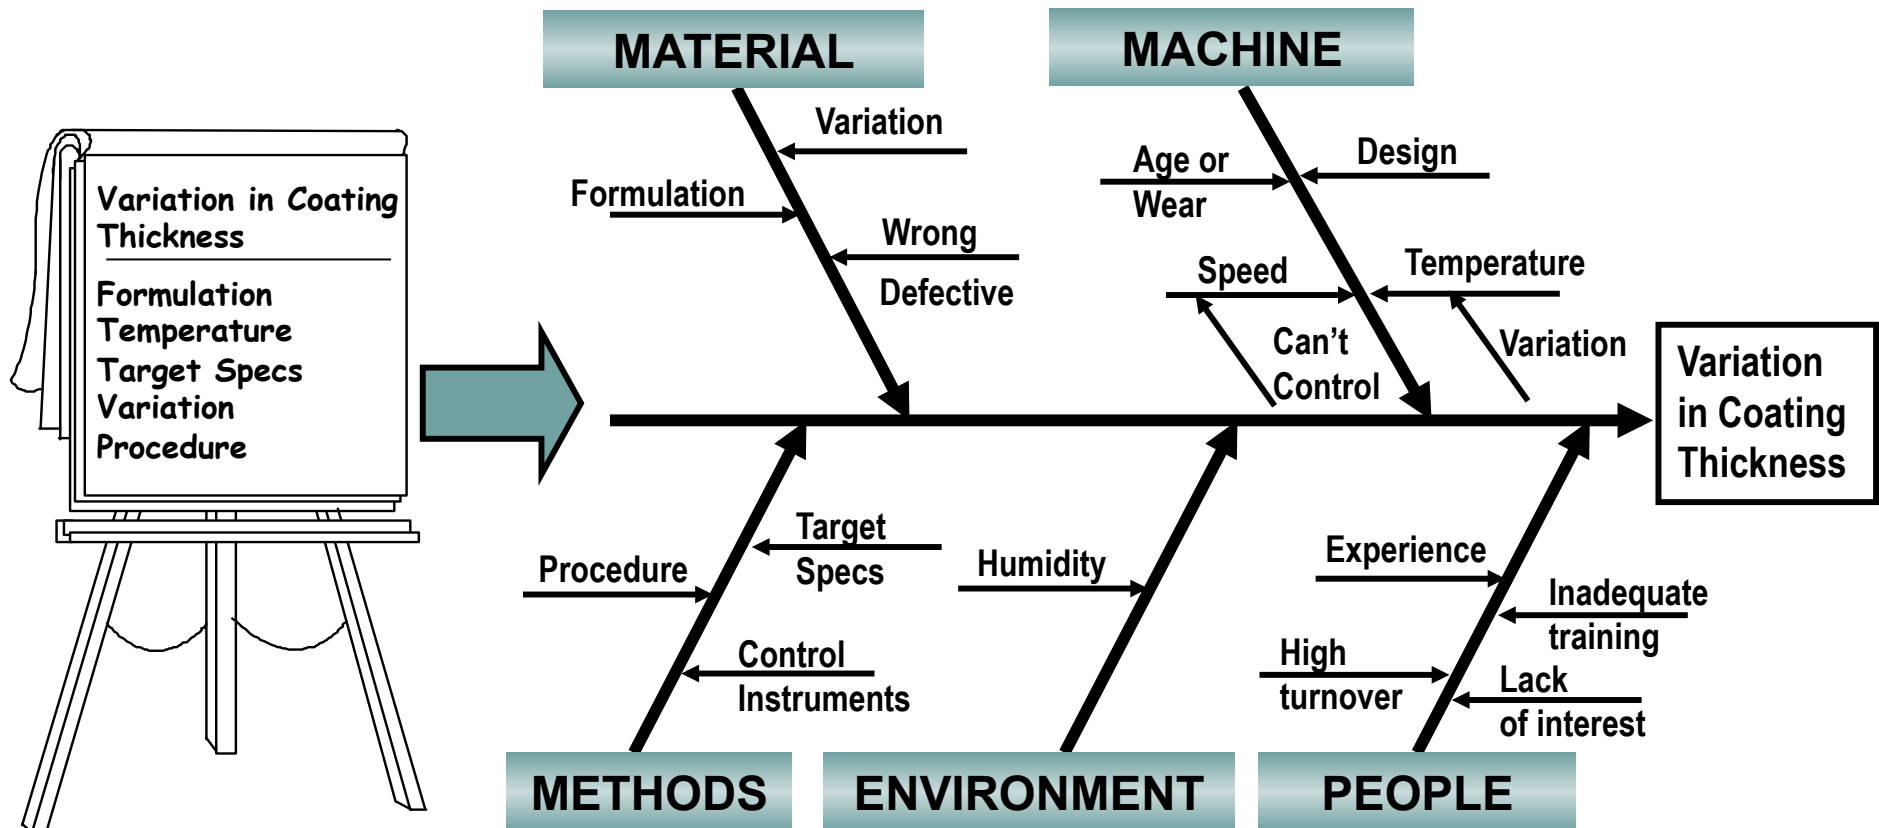 MATERIAL
MACHINE
Variation in Coating
Thickness
Formulation
Temperature
Target Specs
Variation
Procedure
Variation
Formulation
Wrong
Defective
Age or
Wear
Design
Speed
Can’t
Control
Temperature
Variation
Variation
in Coating
Thickness
Procedure
Target
Specs
Control
Instruments
Humidity
Experience
Inadequate
training
High
turnover
Lack
of interest
METHODS
ENVIRONMENT
PEOPLE